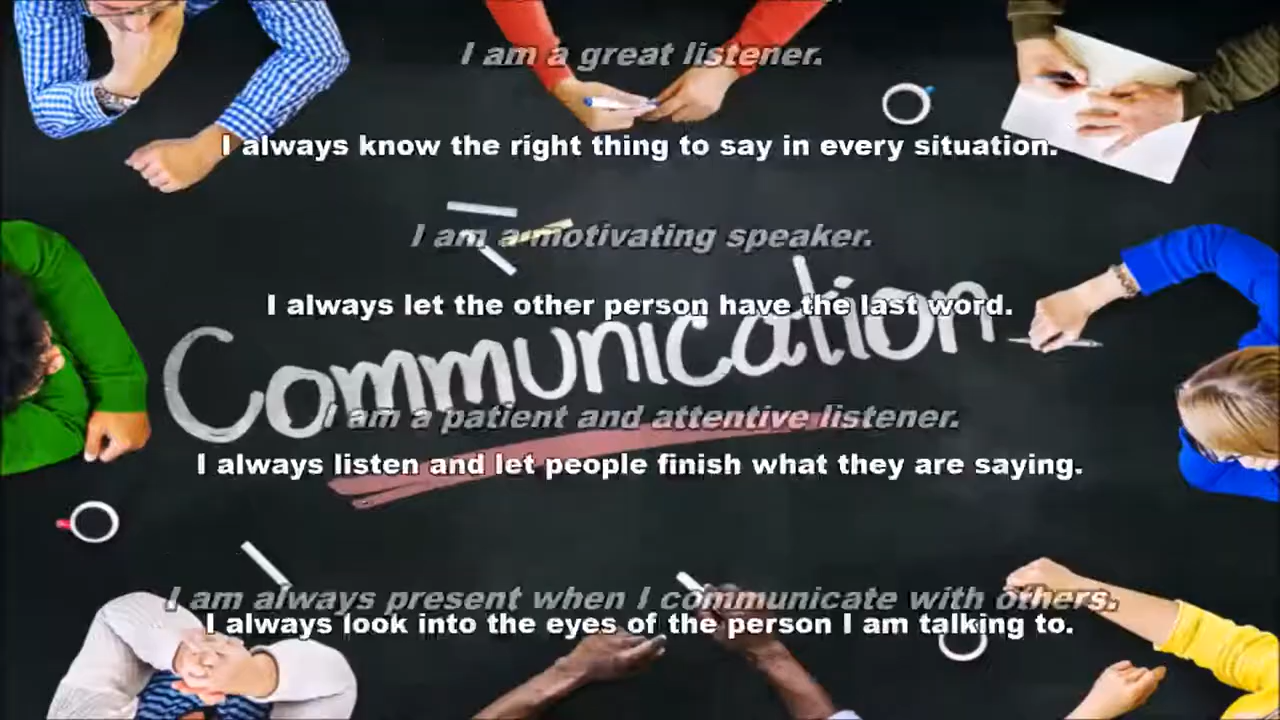 I am a great listener.
I always know the right thing to say in every situation.
I am a motivating speaker.
I always let the other person have the last word.
Communication
I am a patient and attentive listener.
I always listen and let people finish what they are saying.
I am always present when I communicate with others.
I always look into the eyes of the person I am talking to.